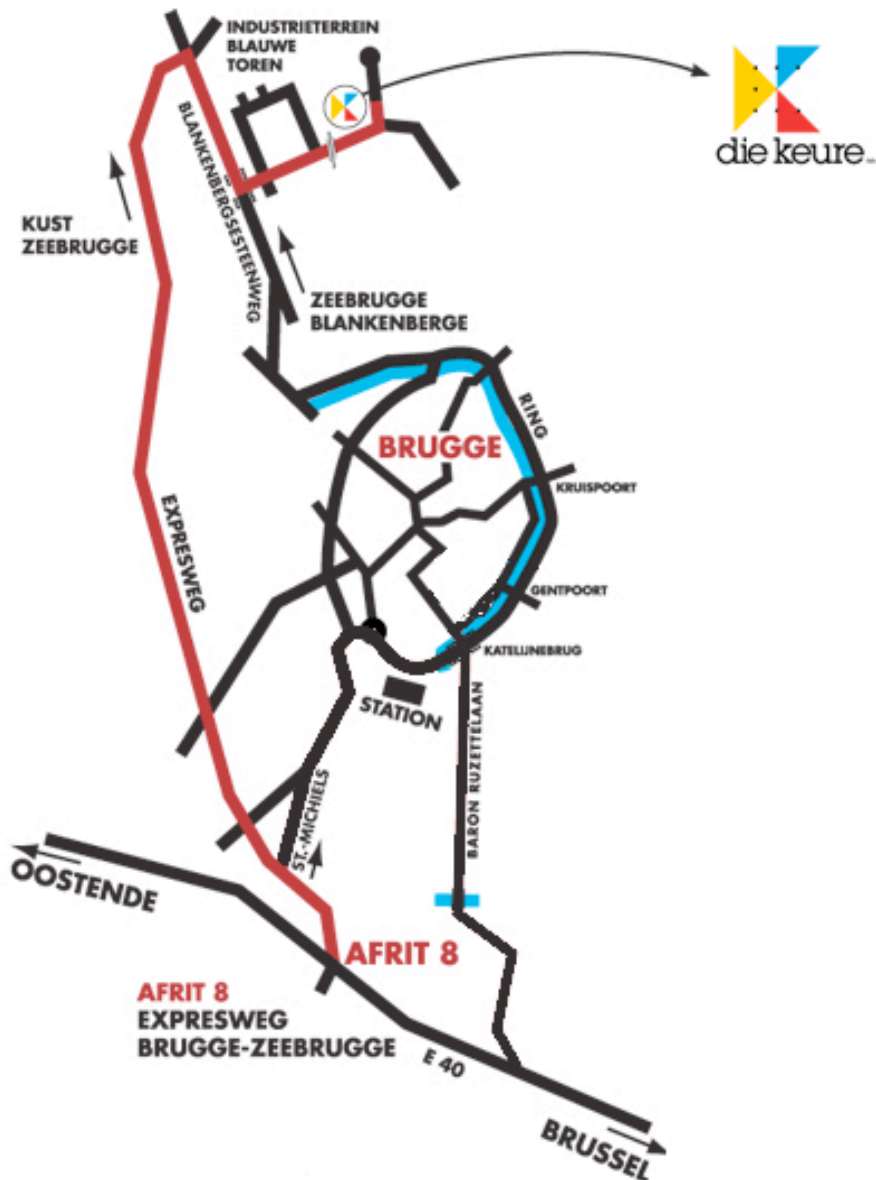 INDUSTRIETERREIN
BLAUWE
TOREN
die keure
BLANKENBERGSESTEENWEG
KUST
ZEEBRUGGE
ZEEBRUGGE
BLANKENBERGE
RING
BRUGGE
KRUISPOORT
EXPRESWEG
GENTPOORT
KATELIJNEBRUG
STATION
BARON RUZETTELAAN
ST.-MICHIELS
OOSTENDE
AFRIT 8
AFRIT 8
EXPRESWEG
BRUGGE-ZEEBRUGGE
E 40
BRUSSEL